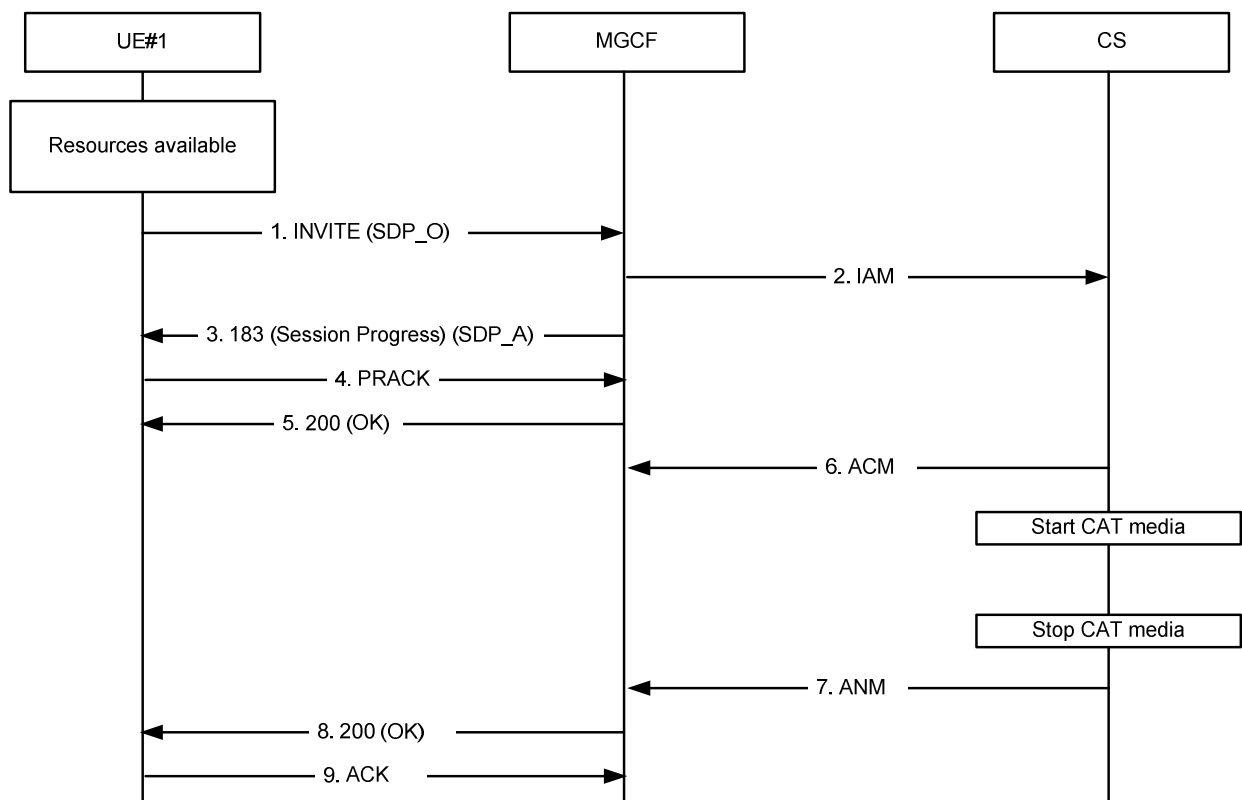 UE#1
MGCF
CS
Resources available
1. INVITE (SDP_O)
2. IAM
3. 183 (Session Progress) (SDP_A)
4. PRACK
5. 200 (OK)
6. ACM
Start CAT media
Stop CAT media
7. ANM
8. 200 (OK)
9. ACK